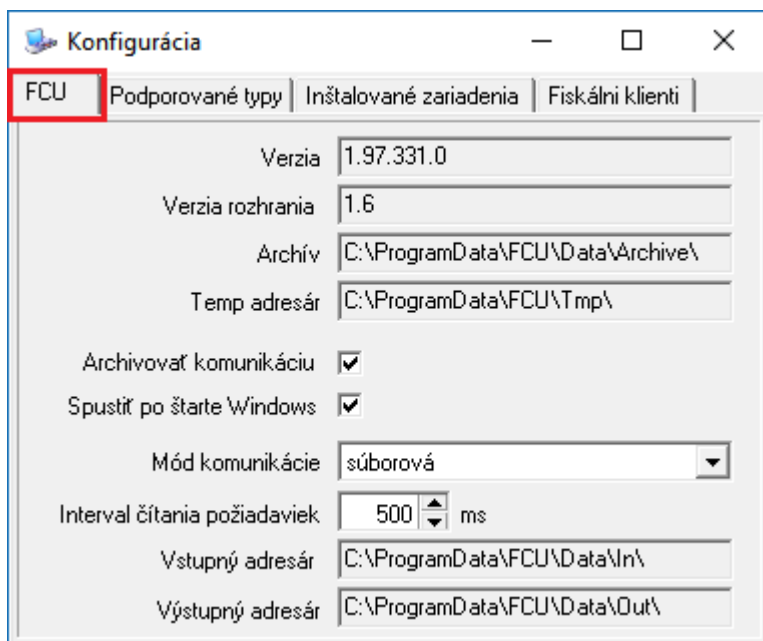 Konfigurácia
FCU Podporované typy Inštalované zariadenia Fiskálni klienti
Verzia 1.97.331.0
Verzia rozhrania 1.6
Archív C:\ProgramData\FCU\Data\Archive\
Temp adresár C:\ProgramData\FCU\Tmp\
Archivovať komunikáciu
Spustiť po štarte Windows
Mód komunikácie súborová
Interval čítania požiadaviek 500 ms
Vstupný adresár C:\ProgramData\FCU\Data\In\
Výstupný adresár C:\ProgramData\FCU\Data\Out\